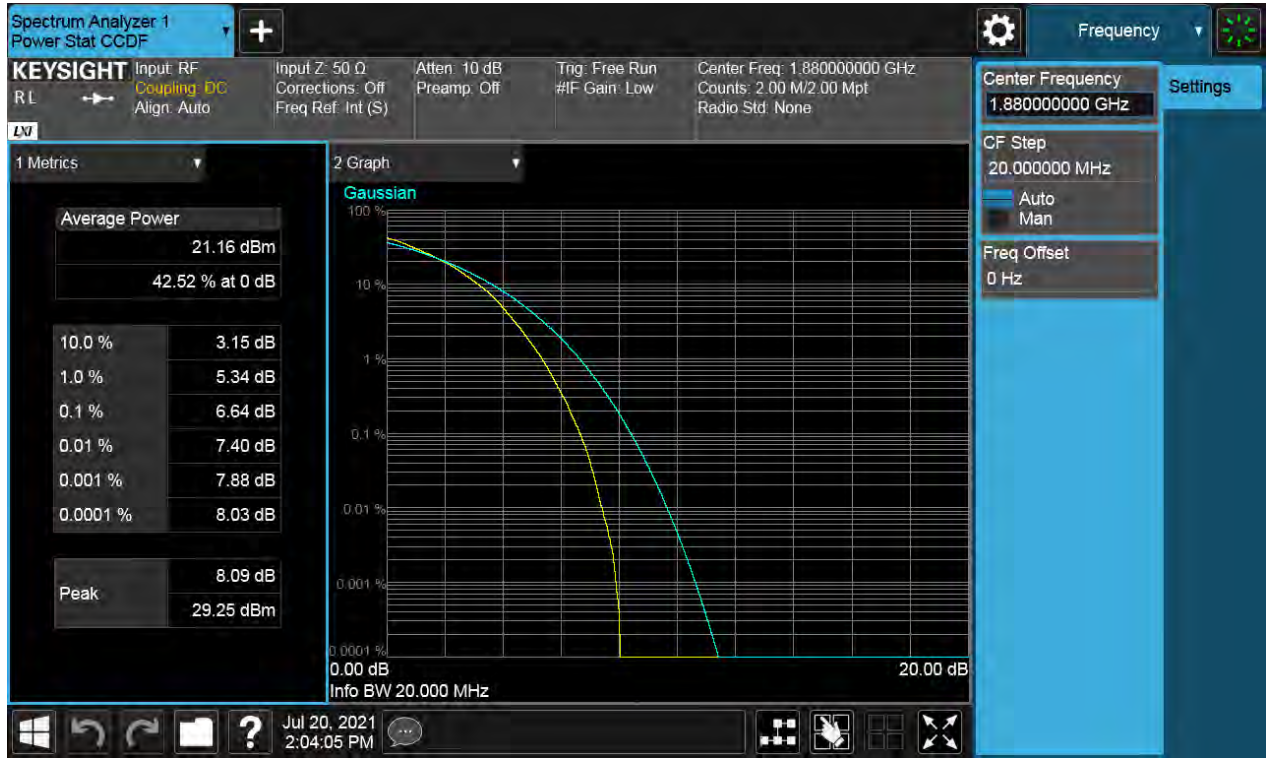 Spectrum Analyzer 1
Power Stat CCDF
Frequency
KEYSIGHT
RL
LXI
Input: RF
Coupling: DC
Align: Auto
Input Z: 50 Ω
Corrections: Off
Freq Ref: Int (S)
Atten: 10 dB
Preamp: Off
Trig: Free Run
#IF Gain: Low
Center Freq: 1.880000000 GHz
Counts: 2.00 M/2.00 Mpt
Radio Std: None
Center Frequency
1.880000000 GHz
Settings
CF Step
20.000000 MHz
Auto
Man
Freq Offset
0 Hz
1 Metrics
Average Power
21.16 dBm
42.52 % at 0 dB
10.0 % 3.15 dB
1.0 % 5.34 dB
0.1 % 6.64 dB
0.01 % 7.40 dB
0.001 % 7.88 dB
0.0001 % 8.03 dB
Peak
8.09 dB
29.25 dBm
2 Graph
Gaussian
100 %
10 %
1 %
0.1 %
0.01 %
0.001 %
0.0001 %
0.00 dB 20.00 dB
Info BW 20.000 MHz
?
Jul 20, 2021
2:04:05 PM